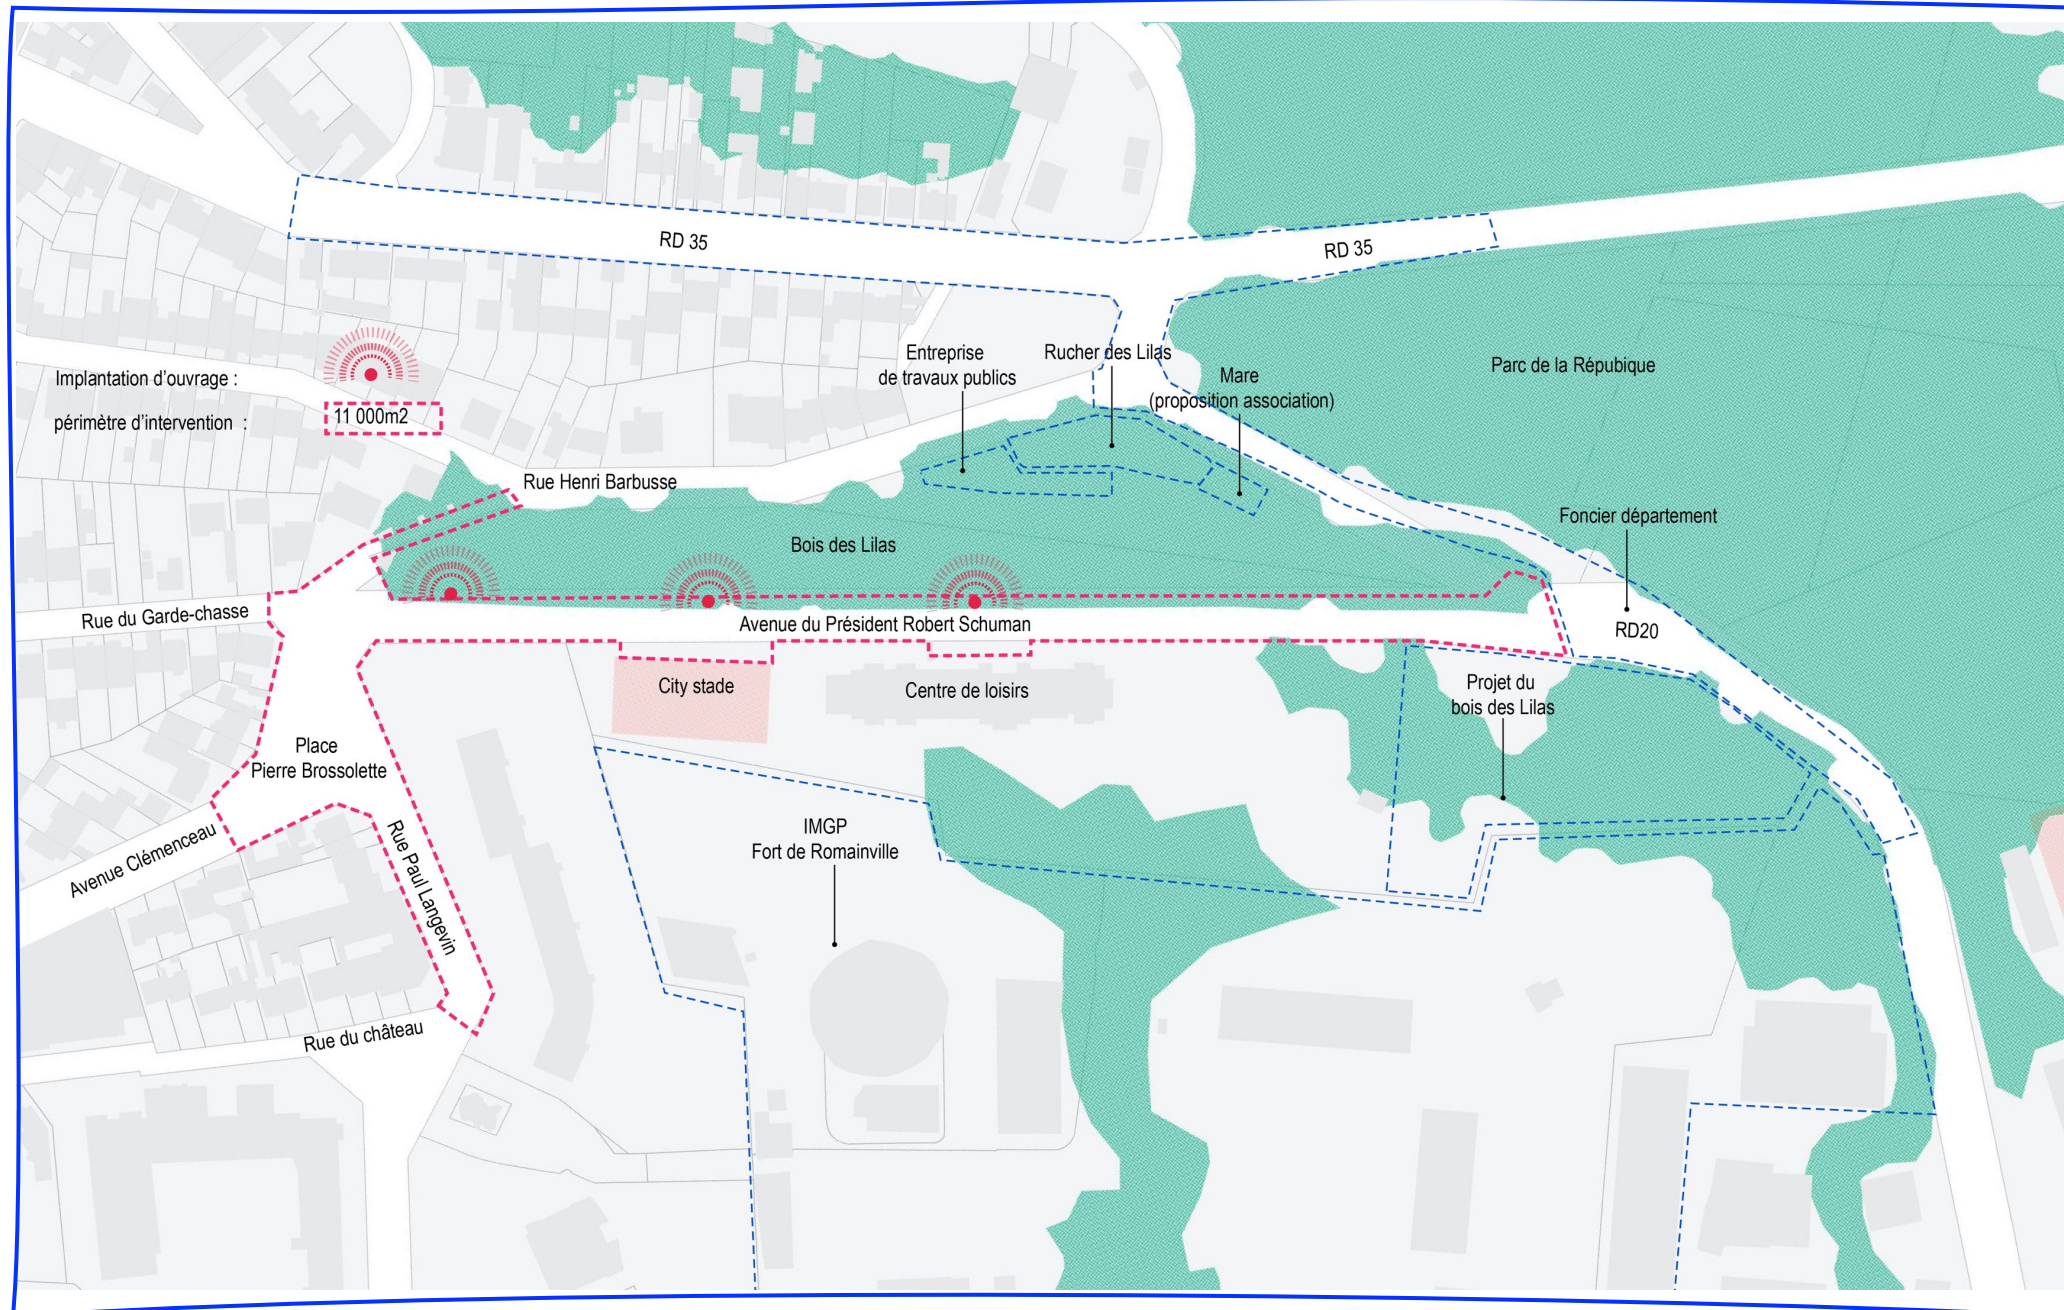 RD 35
RD 35
Entreprise
de travaux publics
Rucher des Lilas
Mare
(proposition association)
Parc de la Répubique
Implantation d'ouvrage :
périmètre d'intervention :
11 000m2
Rue Henri Barbusse
Foncier département
Bois des Lilas
Rue du Garde-chasse
Avenue du Président Robert Schuman
RD20
City stade
Centre de loisirs
Projet du
bois des Lilas
Place
Pierre Brossolette
IMGP
Fort de Romainville
Avenue Clémenceau
Rue Paul Langevin
Rue du château